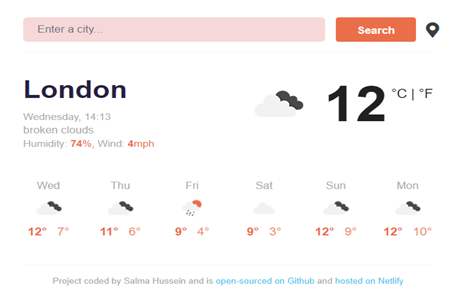 Enter a city...
Search
London
12 °C | °F
Wednesday, 14:13
broken clouds
Humidity: 74%, Wind: 4mph
Wed Thu Fri Sat Sun Mon
12° 7° 11° 6° 9° 4° 9° 3° 12° 9° 12° 10°
Project coded by Salma Hussein and is open-sourced on Github and hosted on Netlify